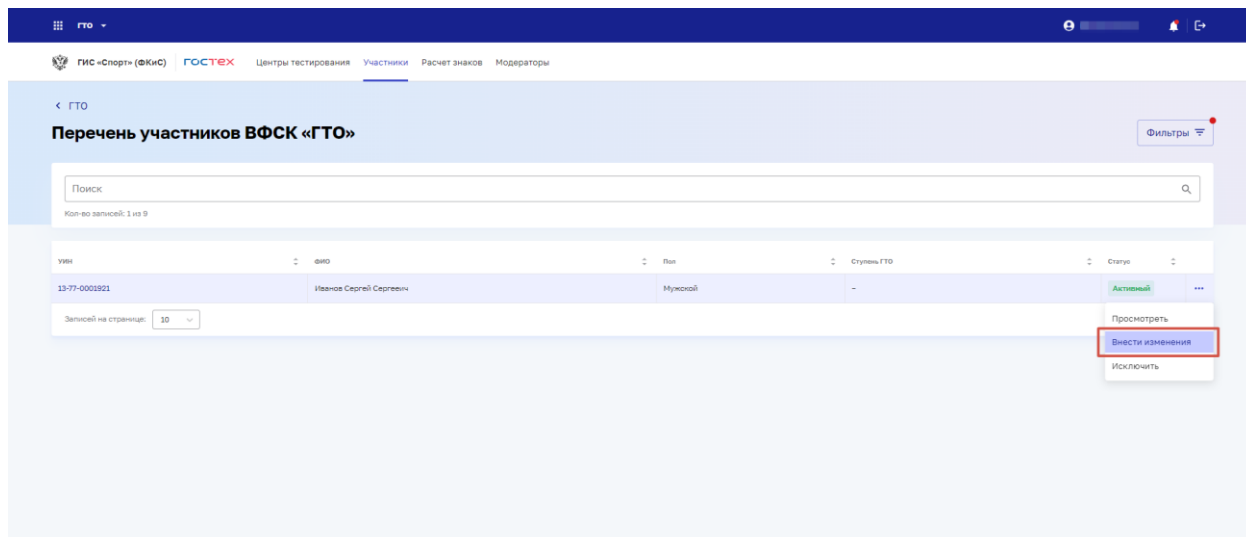 ГТО
ГИС «Спорт» (ФКиС) ГОСТЕХ Центры тестирования Участники Расчет знаков Модераторы
ГТО
Перечень участников ВФСК «ГТО»
Фильтры
Поиск
Кол-во записей: 1 из 9
УИН ФИО Пол Ступень ГТО Статус
13-77-0001921 Иванов Сергей Сергеевич Мужской – Активный
Записей на странице: 10
Просмотреть
Внести изменения
Исключить